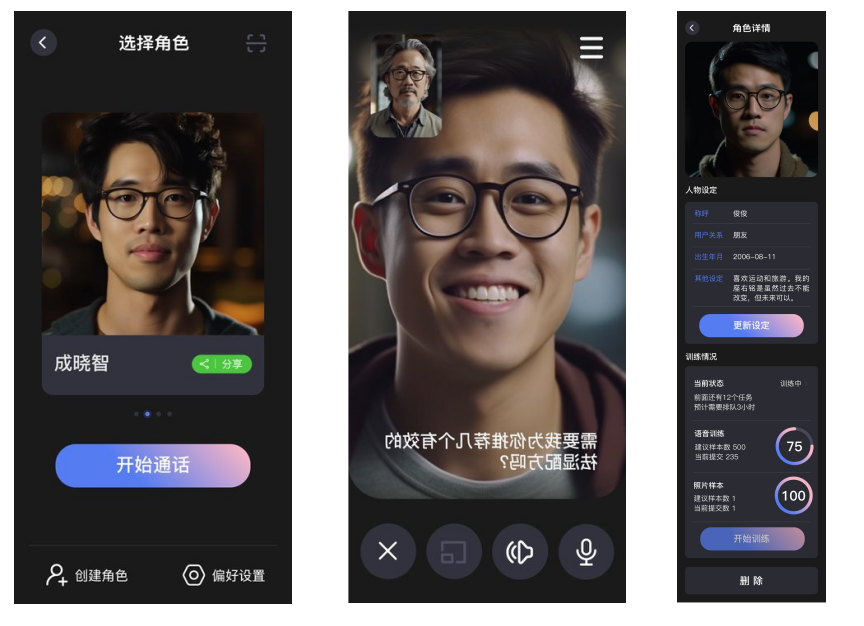 选择角色
成晓智
分享
开始通话
创建角色
偏好设置
需要我为你推荐几个有效的
祛湿配方吗?
角色详情
人物设定
称呼 俊俊
用户关系 朋友
出生年月 2006-08-11
其他设定 喜欢运动和旅游。我的
座右铭是虽然过去不能
改变,但未来可以。
更新设定
训练情况
当前状态 训练中
前面还有12个任务
预计需要排队3小时
语音训练
建议样本数 500
当前提交 235
75
照片样本
建议样本数 1
当前提交数 1
100
开始训练
删 除